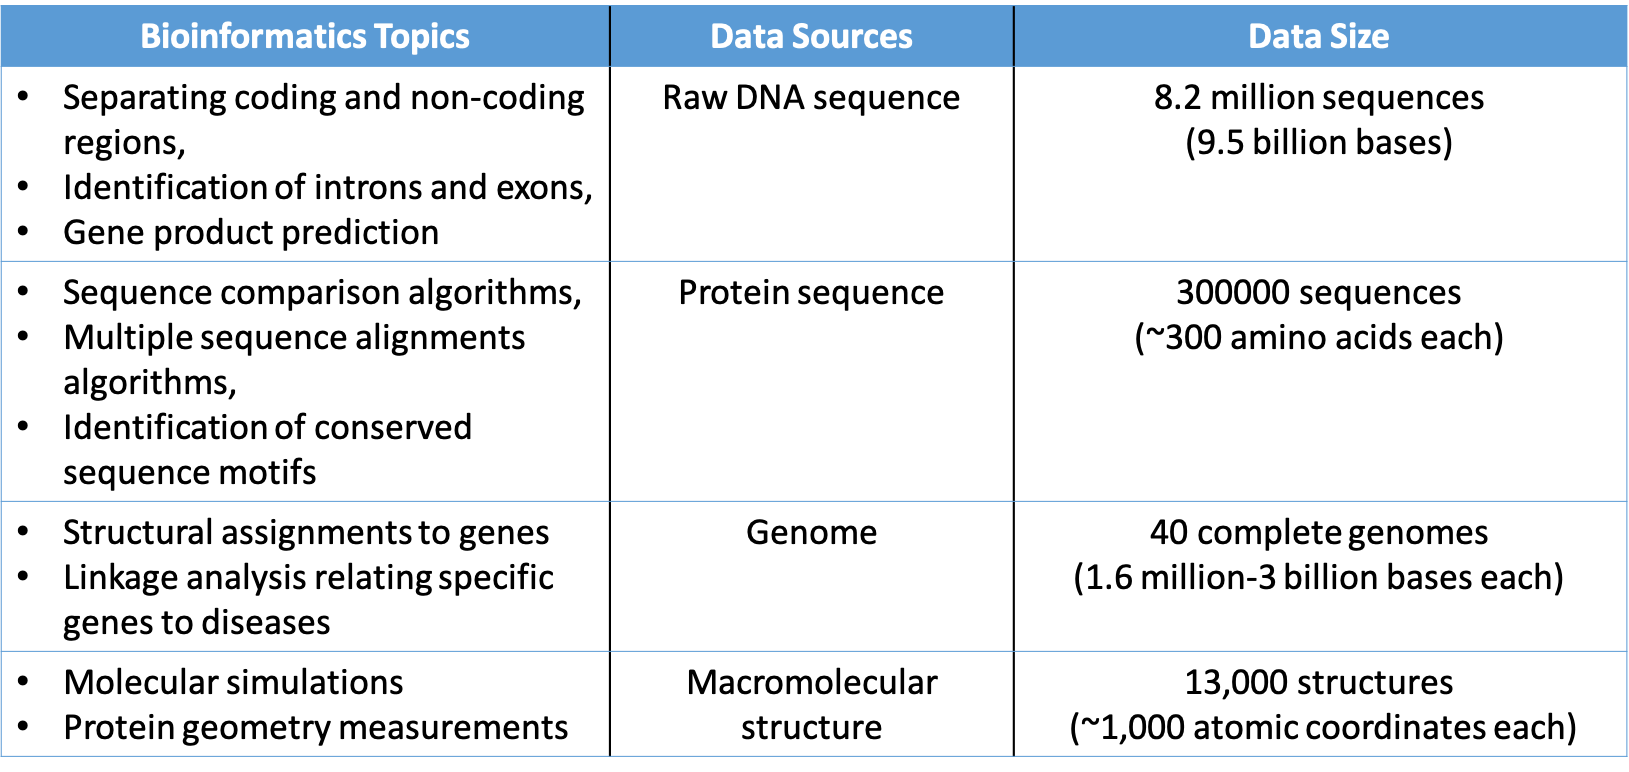 Bioinformatics Topics Data Sources Data Size
• Separating coding and non-coding regions,
• Identification of introns and exons,
• Gene product prediction
Raw DNA sequence
8.2 million sequences
(9.5 billion bases)
• Sequence comparison algorithms,
• Multiple sequence alignments
algorithms,
• Identification of conserved
sequence motifs
Protein sequence
300000 sequences
(~300 amino acids each)
• Structural assignments to genes
• Linkage analysis relating specific
genes to diseases
Genome
40 complete genomes
(1.6 million-3 billion bases each)
• Molecular simulations
• Protein geometry measurements
Macromolecular
structure
13,000 structures
(~1,000 atomic coordinates each)